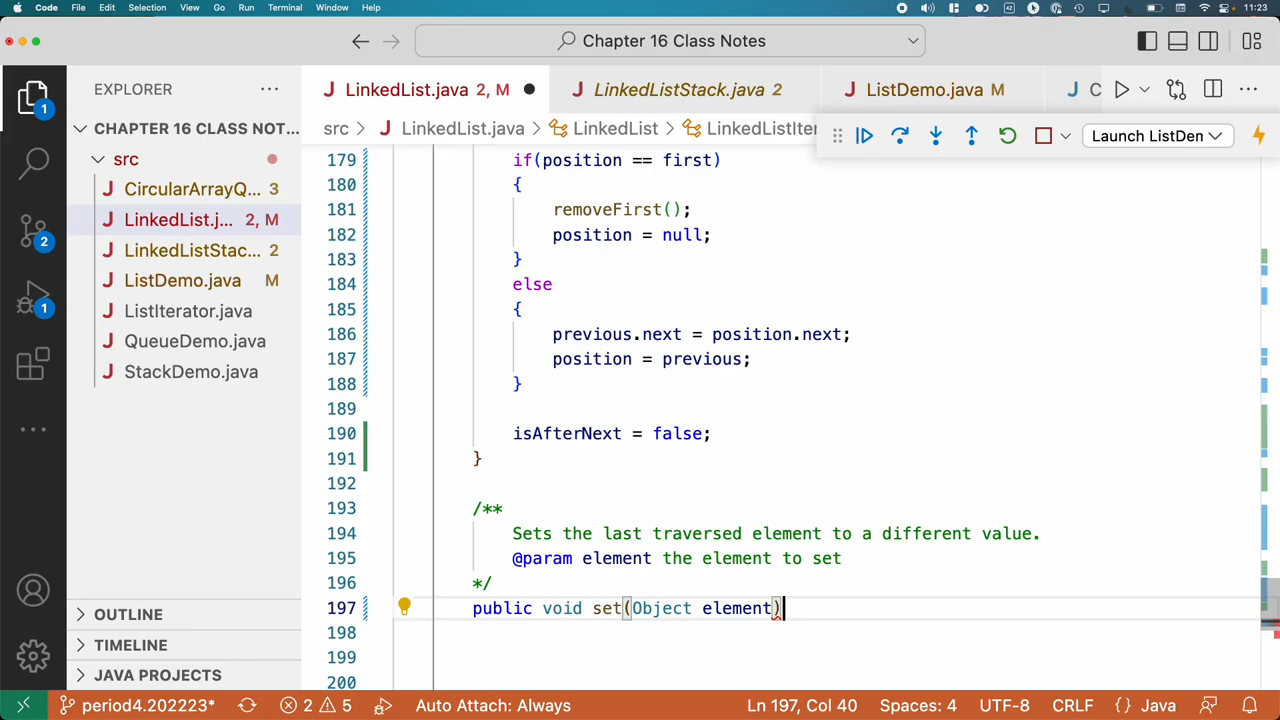 Code File Edit Selection View Go Run Terminal Window Help 11:23
Chapter 16 Class Notes
EXPLORER
LinkedList.java 2, M
LinkedListStack.java 2
ListDemo.java M
C
src > LinkedList.java > LinkedList > LinkedListIter
Launch ListDen
CHAPTER 16 CLASS NOT...
src
CircularArrayQ... 3
LinkedList.j... 2, M
LinkedListStac... 2
ListDemo.java M
ListIterator.java
QueueDemo.java
StackDemo.java
OUTLINE
TIMELINE
JAVA PROJECTS
1
2
1
179 if(position == first)
180 {
181 removeFirst();
182 position = null;
183 }
184 else
185 {
186 previous.next = position.next;
187 position = previous;
188 }
189
190 isAfterNext = false;
191 }
192
193 /**
194 Sets the last traversed element to a different value.
195 @param element the element to set
196 */
197 public void set(Object element)
198
199
200
period4.202223* 2 5 Auto Attach: Always Ln 197, Col 40 Spaces: 4 UTF-8 CRLF {} Java